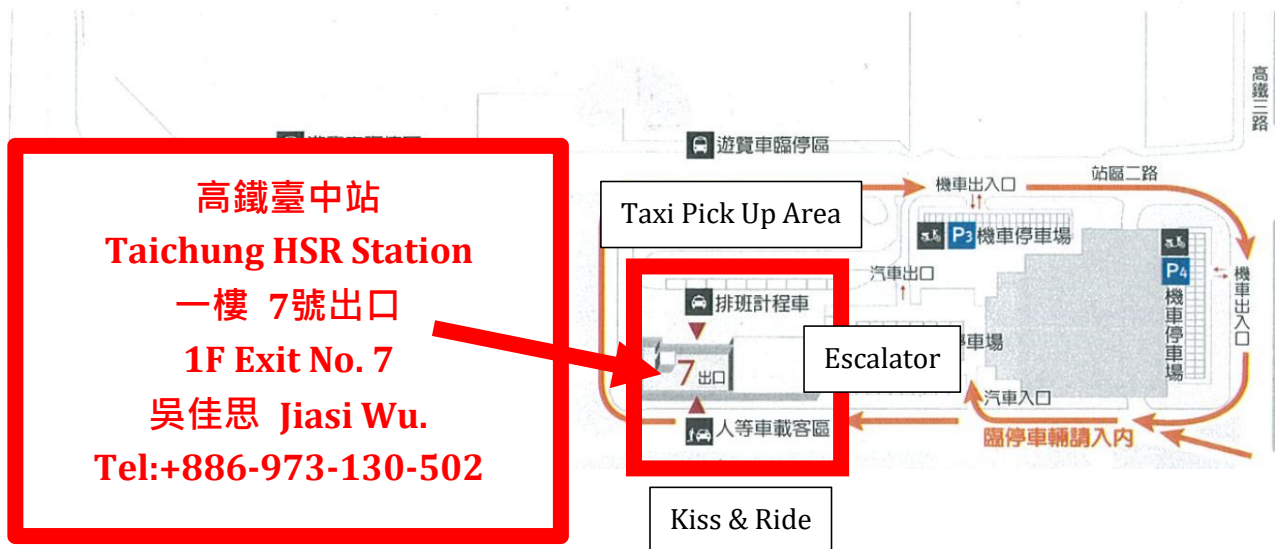 高鐵三路
遊覽車臨停區
站區二路
機車出入口
Taxi Pick Up Area
P3 機車停車場
高鐵臺中站
Taichung HSR Station
一樓 7號出口
1F Exit No. 7
吳佳思 Jiasi Wu.
Tel:+886-973-130-502
汽車出口
P4
機車停車場
機車出入口
排班計程車
Escalator
車場
7 出口
汽車入口
人等車載客區
臨停車輛請入內
Kiss & Ride